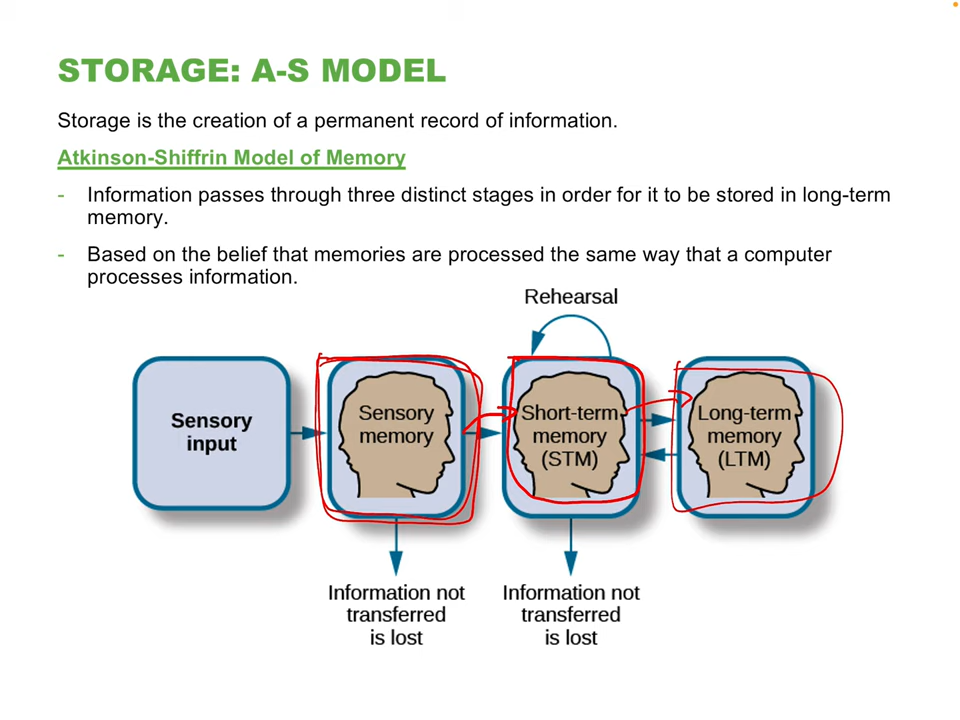 STORAGE: A-S MODEL
Storage is the creation of a permanent record of information.
Atkinson-Shiffrin Model of Memory
- Information passes through three distinct stages in order for it to be stored in long-term
memory.
- Based on the belief that memories are processed the same way that a computer
processes information.
Rehearsal
Sensory
input
Sensory
memory
Short-term
memory
(STM)
Long-term
memory
(LTM)
Information not
transferred
is lost
Information not
transferred
is lost